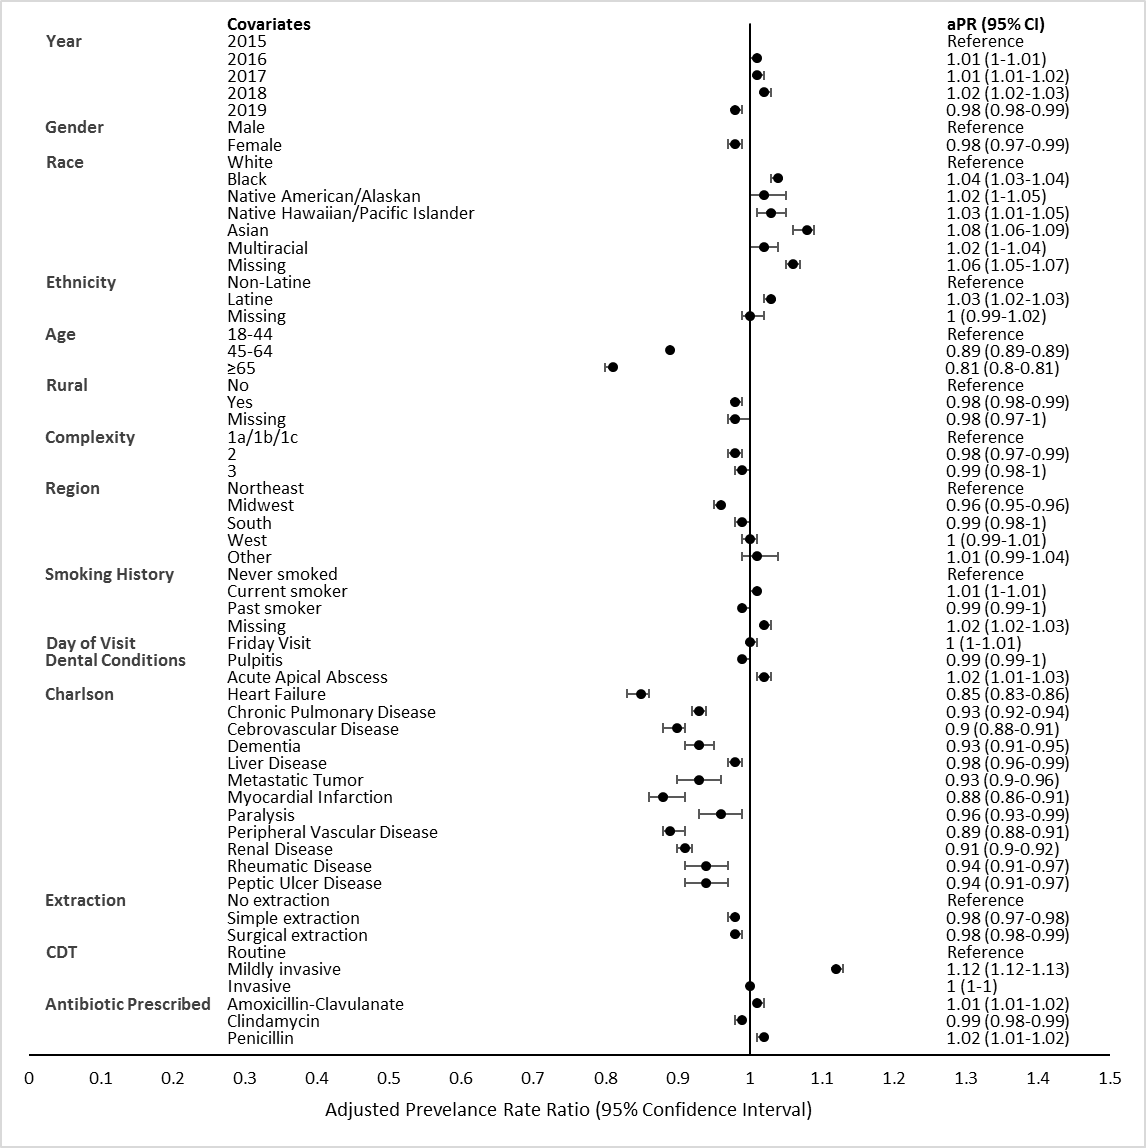 Covariates aPR (95% CI)
Year 2015 Reference
2016 1.01 (1-1.01)
2017 1.01 (1.01-1.02)
2018 1.02 (1.02-1.03)
2019 0.98 (0.98-0.99)
Gender Male Reference
Female 0.98 (0.97-0.99)
Race White Reference
Black 1.04 (1.03-1.04)
Native American/Alaskan 1.02 (1-1.05)
Native Hawaiian/Pacific Islander 1.03 (1.01-1.05)
Asian 1.08 (1.06-1.09)
Multiracial 1.02 (1-1.04)
Missing 1.06 (1.05-1.07)
Ethnicity Non-Latine Reference
Latine 1.03 (1.02-1.03)
Missing 1 (0.99-1.02)
Age 18-44 Reference
45-64 0.89 (0.89-0.89)
≥65 0.81 (0.8-0.81)
Rural No Reference
Yes 0.98 (0.98-0.99)
Missing 0.98 (0.97-1)
Complexity 1a/1b/1c Reference
2 0.98 (0.97-0.99)
3 0.99 (0.98-1)
Region Northeast Reference
Midwest 0.96 (0.95-0.96)
South 0.99 (0.98-1)
West 1 (0.99-1.01)
Other 1.01 (0.99-1.04)
Smoking History Never smoked Reference
Current smoker 1.01 (1-1.01)
Past smoker 0.99 (0.99-1)
Missing 1.02 (1.02-1.03)
Day of Visit Friday Visit 1 (1-1.01)
Dental Conditions Pulpitis 0.99 (0.99-1)
Acute Apical Abscess 1.02 (1.01-1.03)
Charlson Heart Failure 0.85 (0.83-0.86)
Chronic Pulmonary Disease 0.93 (0.92-0.94)
Cebrovascular Disease 0.9 (0.88-0.91)
Dementia 0.93 (0.91-0.95)
Liver Disease 0.98 (0.96-0.99)
Metastatic Tumor 0.93 (0.9-0.96)
Myocardial Infarction 0.88 (0.86-0.91)
Paralysis 0.96 (0.93-0.99)
Peripheral Vascular Disease 0.89 (0.88-0.91)
Renal Disease 0.91 (0.9-0.92)
Rheumatic Disease 0.94 (0.91-0.97)
Peptic Ulcer Disease 0.94 (0.91-0.97)
Extraction No extraction Reference
Simple extraction 0.98 (0.97-0.98)
Surgical extraction 0.98 (0.98-0.99)
CDT Routine Reference
Mildly invasive 1.12 (1.12-1.13)
Invasive 1 (1-1)
Antibiotic Prescribed Amoxicillin-Clavulanate 1.01 (1.01-1.02)
Clindamycin 0.99 (0.98-0.99)
Penicillin 1.02 (1.01-1.02)
0 0.1 0.2 0.3 0.4 0.5 0.6 0.7 0.8 0.9 1 1.1 1.2 1.3 1.4 1.5
Adjusted Prevelance Rate Ratio (95% Confidence Interval)